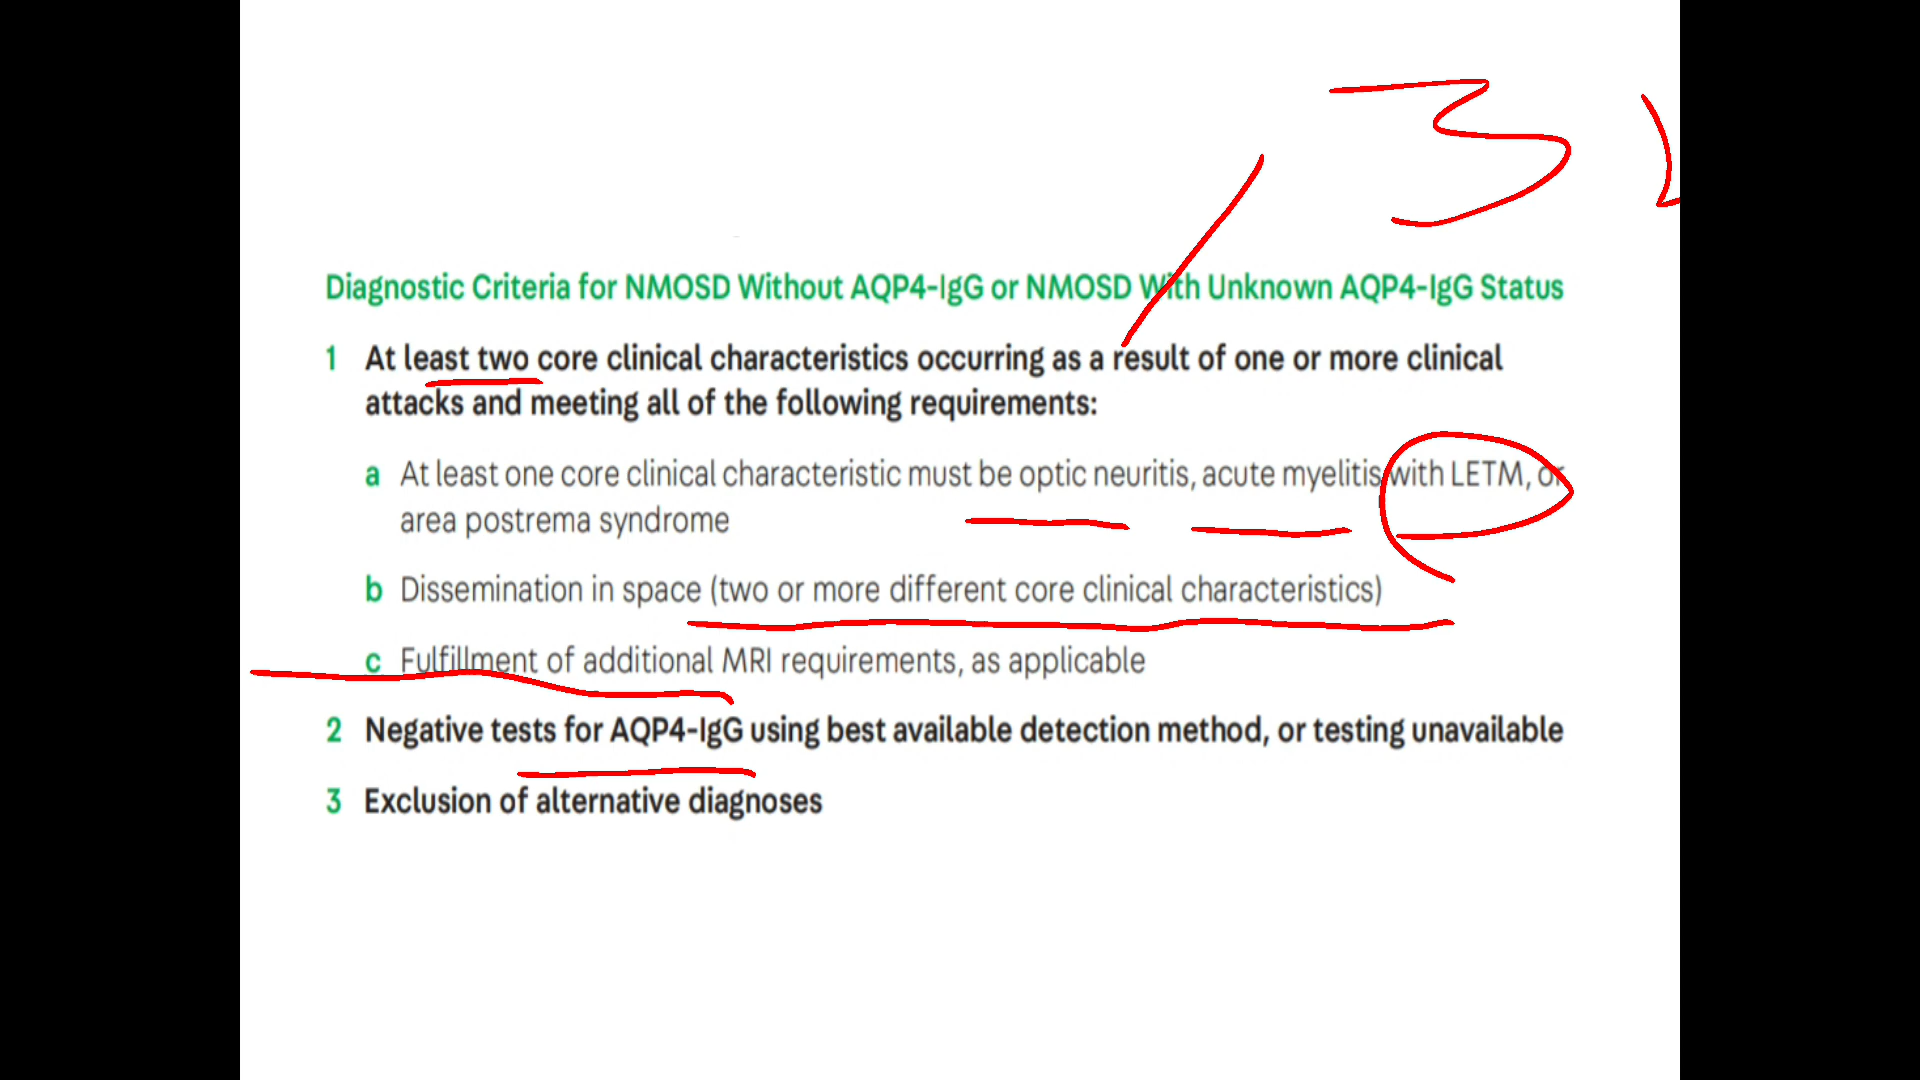 3
Diagnostic Criteria for NMOSD Without AQP4-IgG or NMOSD With Unknown AQP4-IgG Status
1 At least two core clinical characteristics occurring as a result of one or more clinical
attacks and meeting all of the following requirements:
a At least one core clinical characteristic must be optic neuritis, acute myelitis with LETM, or
area postrema syndrome
b Dissemination in space (two or more different core clinical characteristics)
c Fulfillment of additional MRI requirements, as applicable
2 Negative tests for AQP4-IgG using best available detection method, or testing unavailable
3 Exclusion of alternative diagnoses